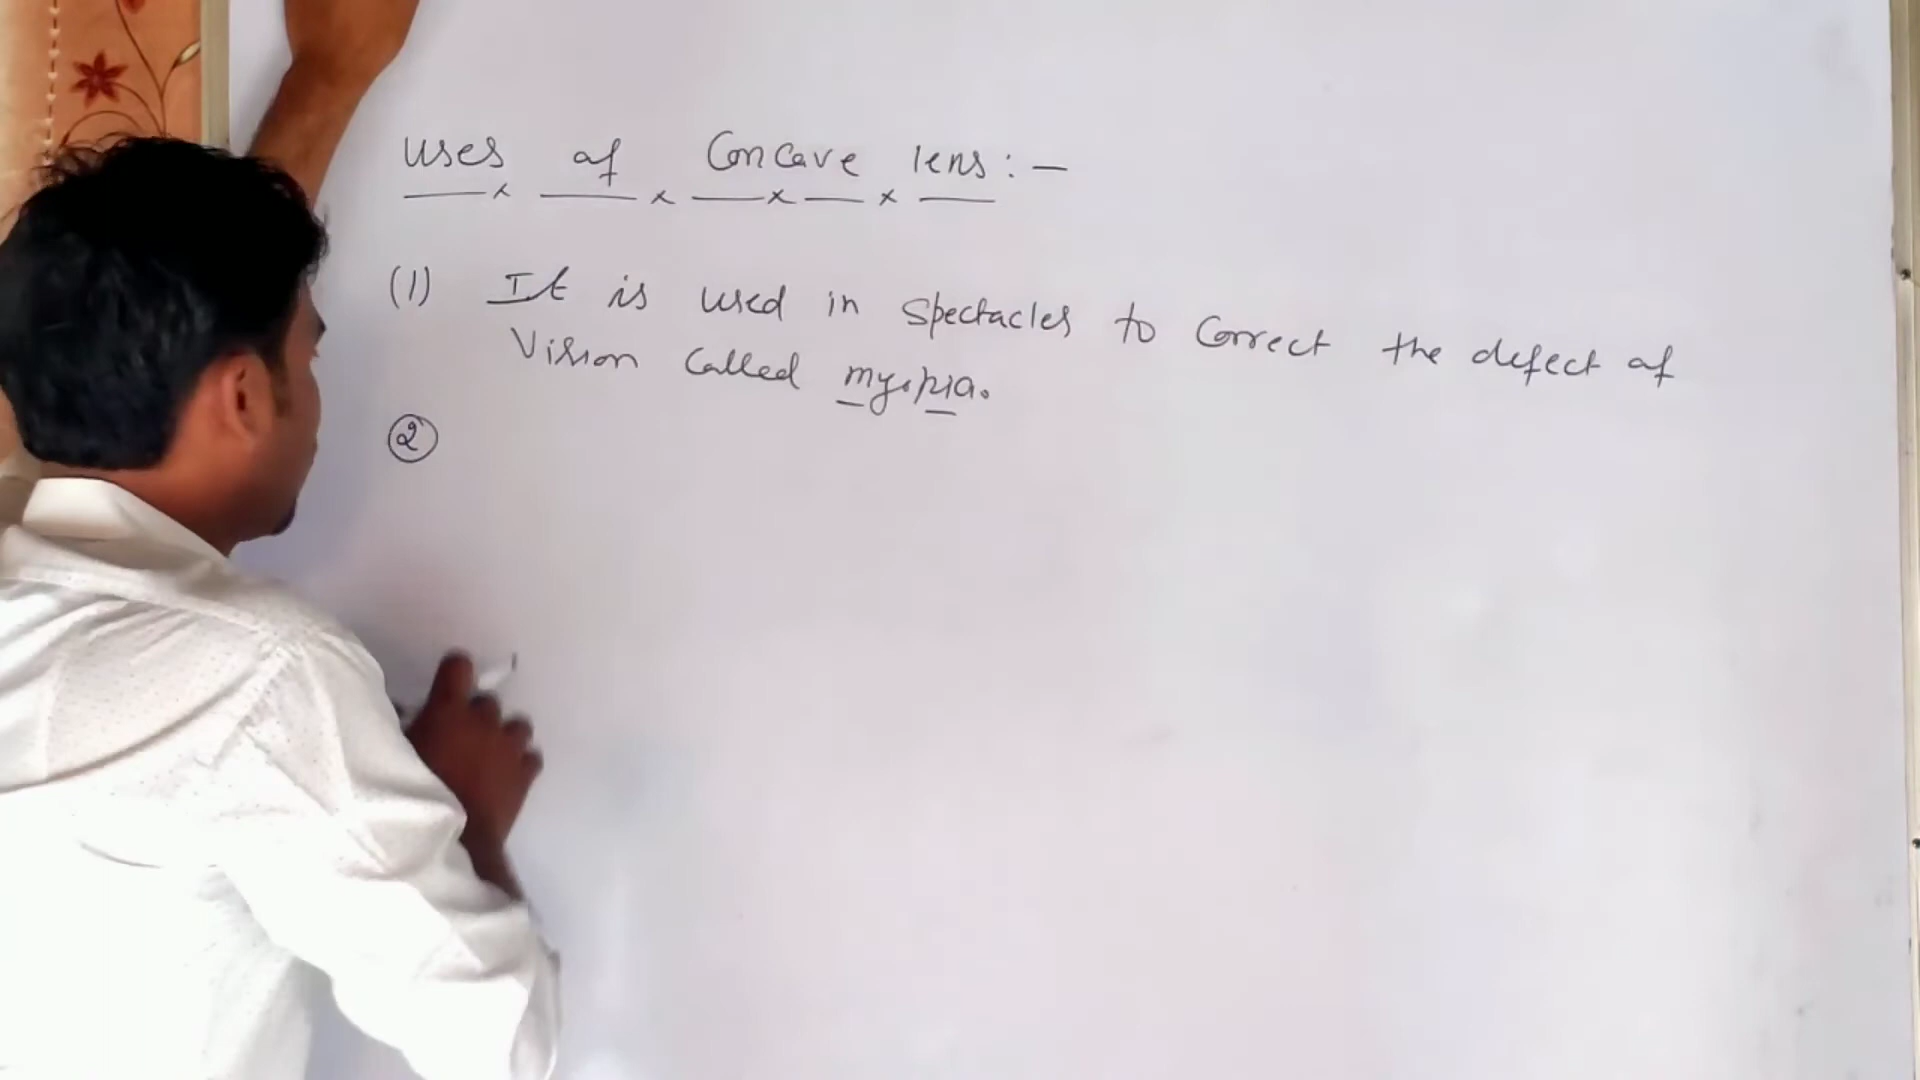 Uses of Concave lens:-
(1) It is used in spectacles to correct the defect of
Vision called myopia.
②